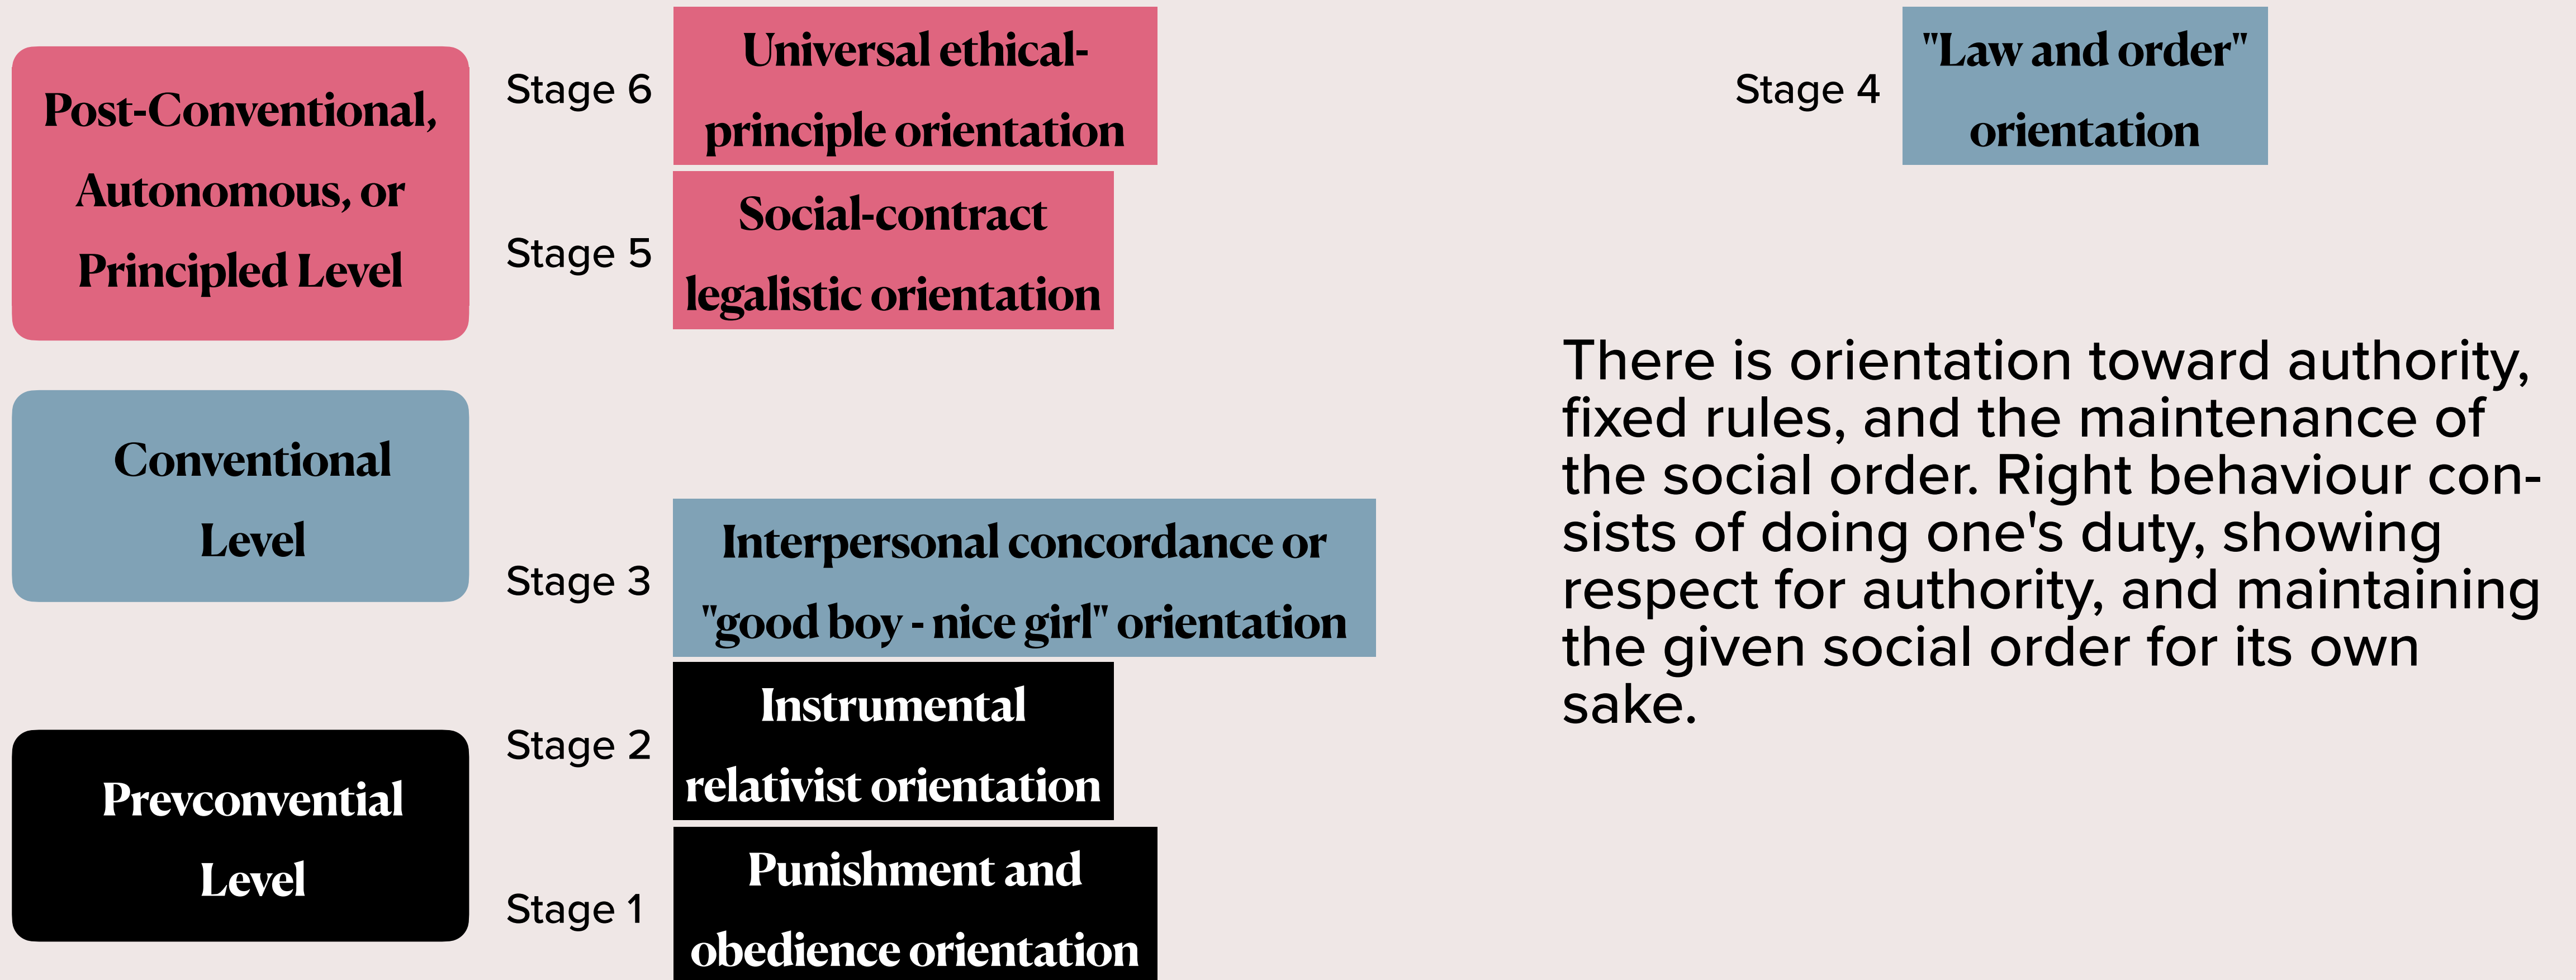 Post-Conventional,
Autonomous, or
Principled Level
Stage 6
Universal ethical-
principle orientation
Stage 5
Social-contract
legalistic orientation
Conventional
Level
Stage 3
Interpersonal concordance or
"good boy - nice girl" orientation
Prevconvential
Level
Stage 2
Instrumental
relativist orientation
Stage 1
Punishment and
obedience orientation
Stage 4
"Law and order"
orientation
There is orientation toward authority,
fixed rules, and the maintenance of
the social order. Right behaviour con-
sists of doing one's duty, showing
respect for authority, and maintaining
the given social order for its own
sake.